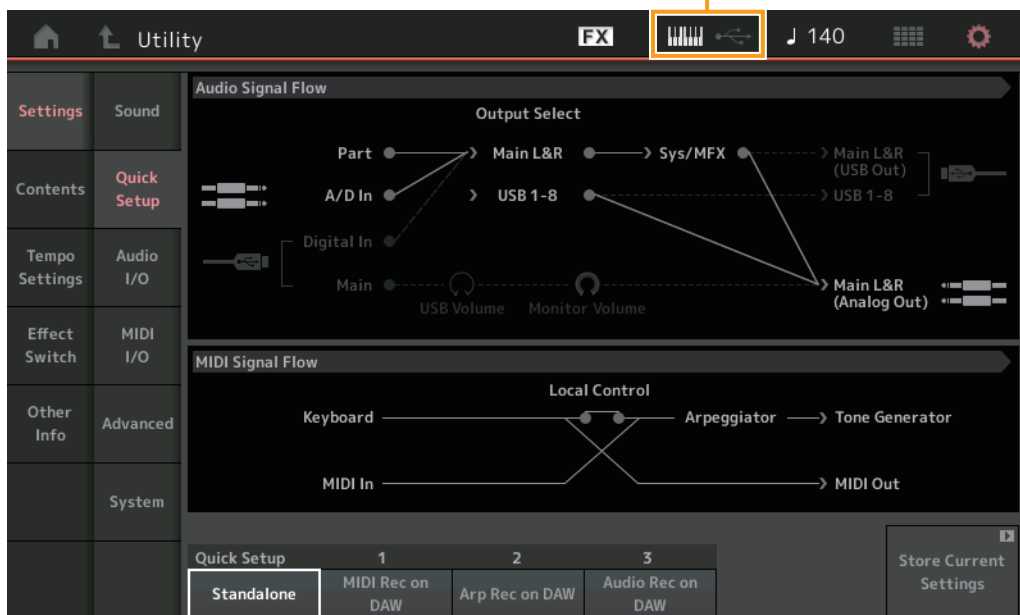 Utility
FX
140
Settings
Sound
Contents
Quick
Setup
Tempo
Settings
Audio
I/O
Effect
Switch
MIDI
I/O
Other
Info
Advanced
System
Audio Signal Flow
Output Select
Part
Main L&R
Sys/MFX
Main L&R
(USB Out)
A/D In
USB 1-8
USB 1-8
Digital In
Main
USB Volume
Monitor Volume
Main L&R
(Analog Out)
MIDI Signal Flow
Local Control
Keyboard
Arpeggiator
Tone Generator
MIDI In
MIDI Out
Quick Setup
1
2
3
Standalone
MIDI Rec on
DAW
Arp Rec on DAW
Audio Rec on
DAW
Store Current
Settings